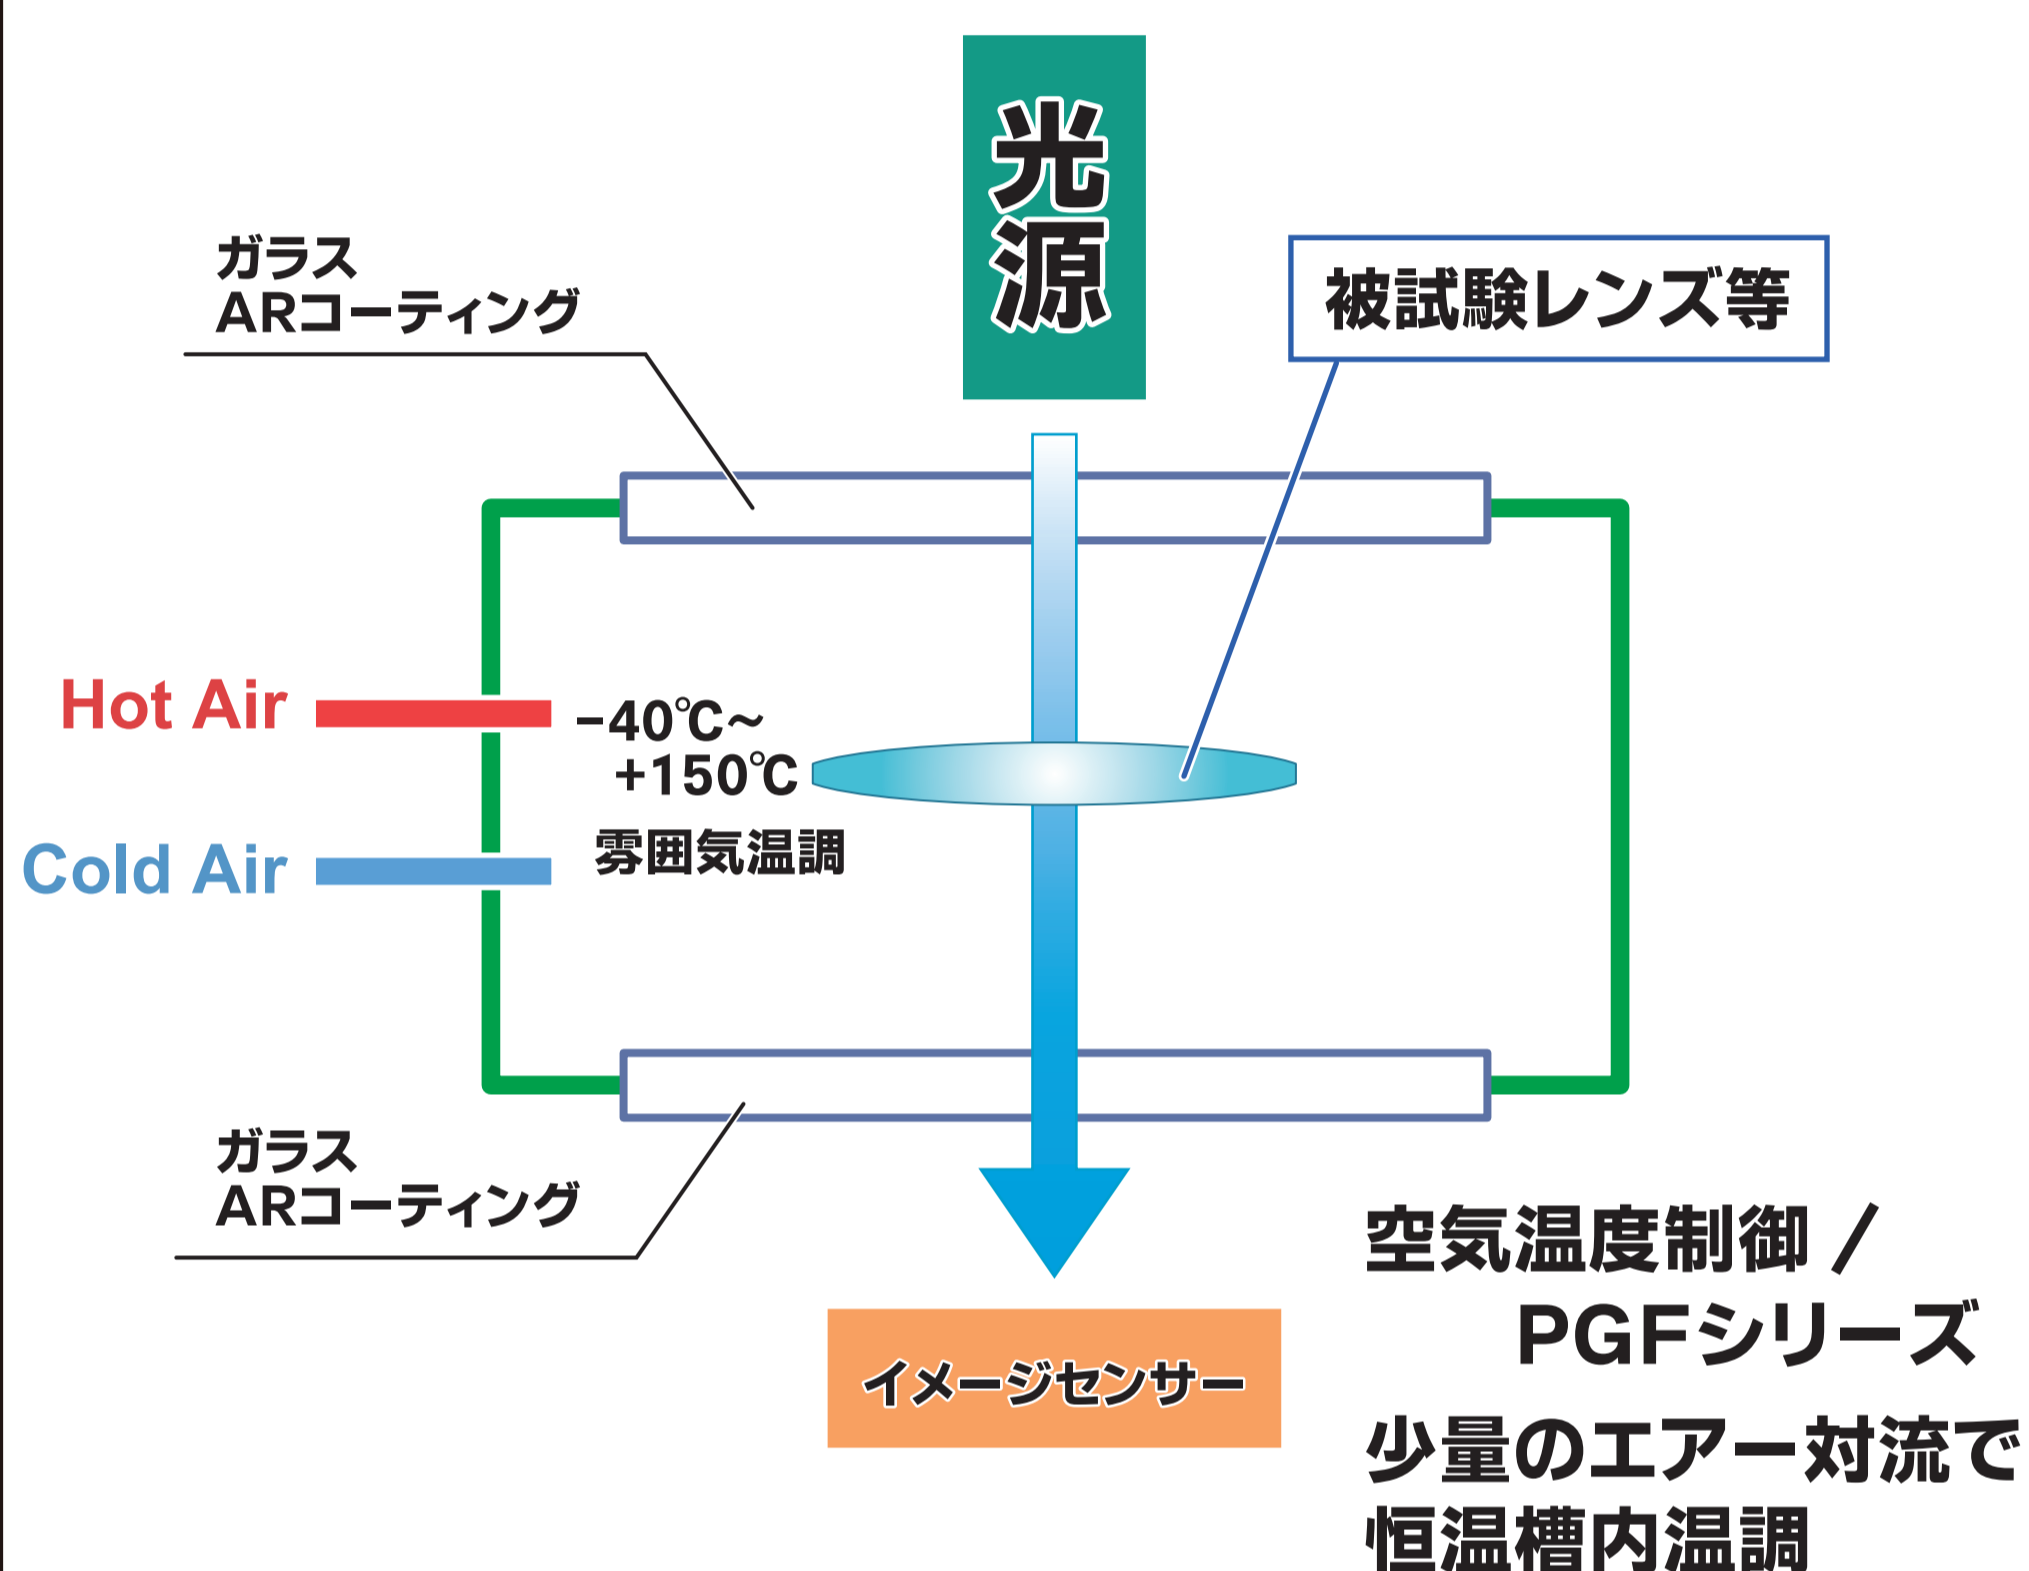 光源
ガラス
ARコーティング
被試験レンズ等
Hot Air
−40℃～
+150℃
Cold Air
雰囲気温調
ガラス
ARコーティング
イメージセンサー
空気温度制御/
PGFシリーズ
少量のエアー対流で
恒温槽内温調